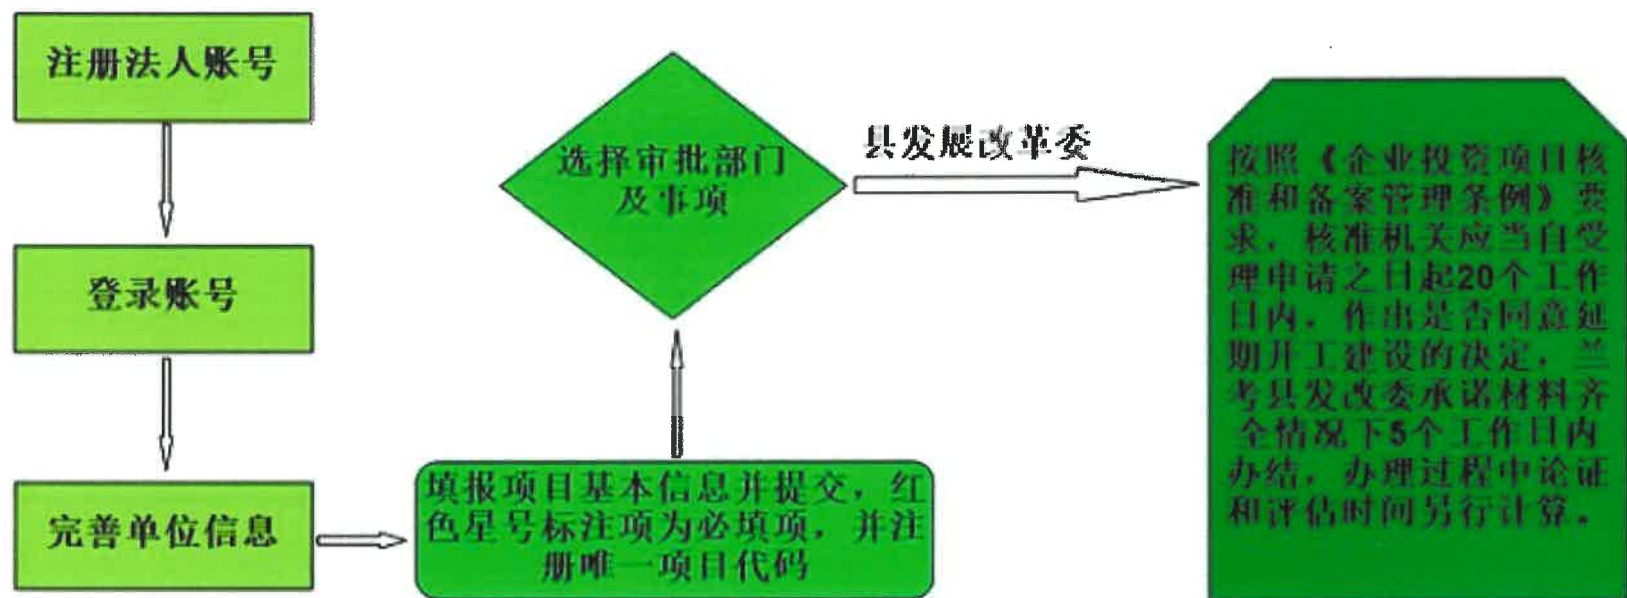 注册法人账号
登录账号
完善单位信息
填报项目基本信息并提交，红
色星号标注项为必填项，并注
册唯一项目代码
选择审批部门
及事项
县发展改革委
按照《企业投资项目核
准和备案管理条例》要
求，核准机关应当自受
理申请之日起20个工作
日内，作出是否同意延
期开工建设的决定，兰
考县发改委承诺材料齐
全情况下5个工作日内
办结，办理过程中论证
和评估时间另行计算。